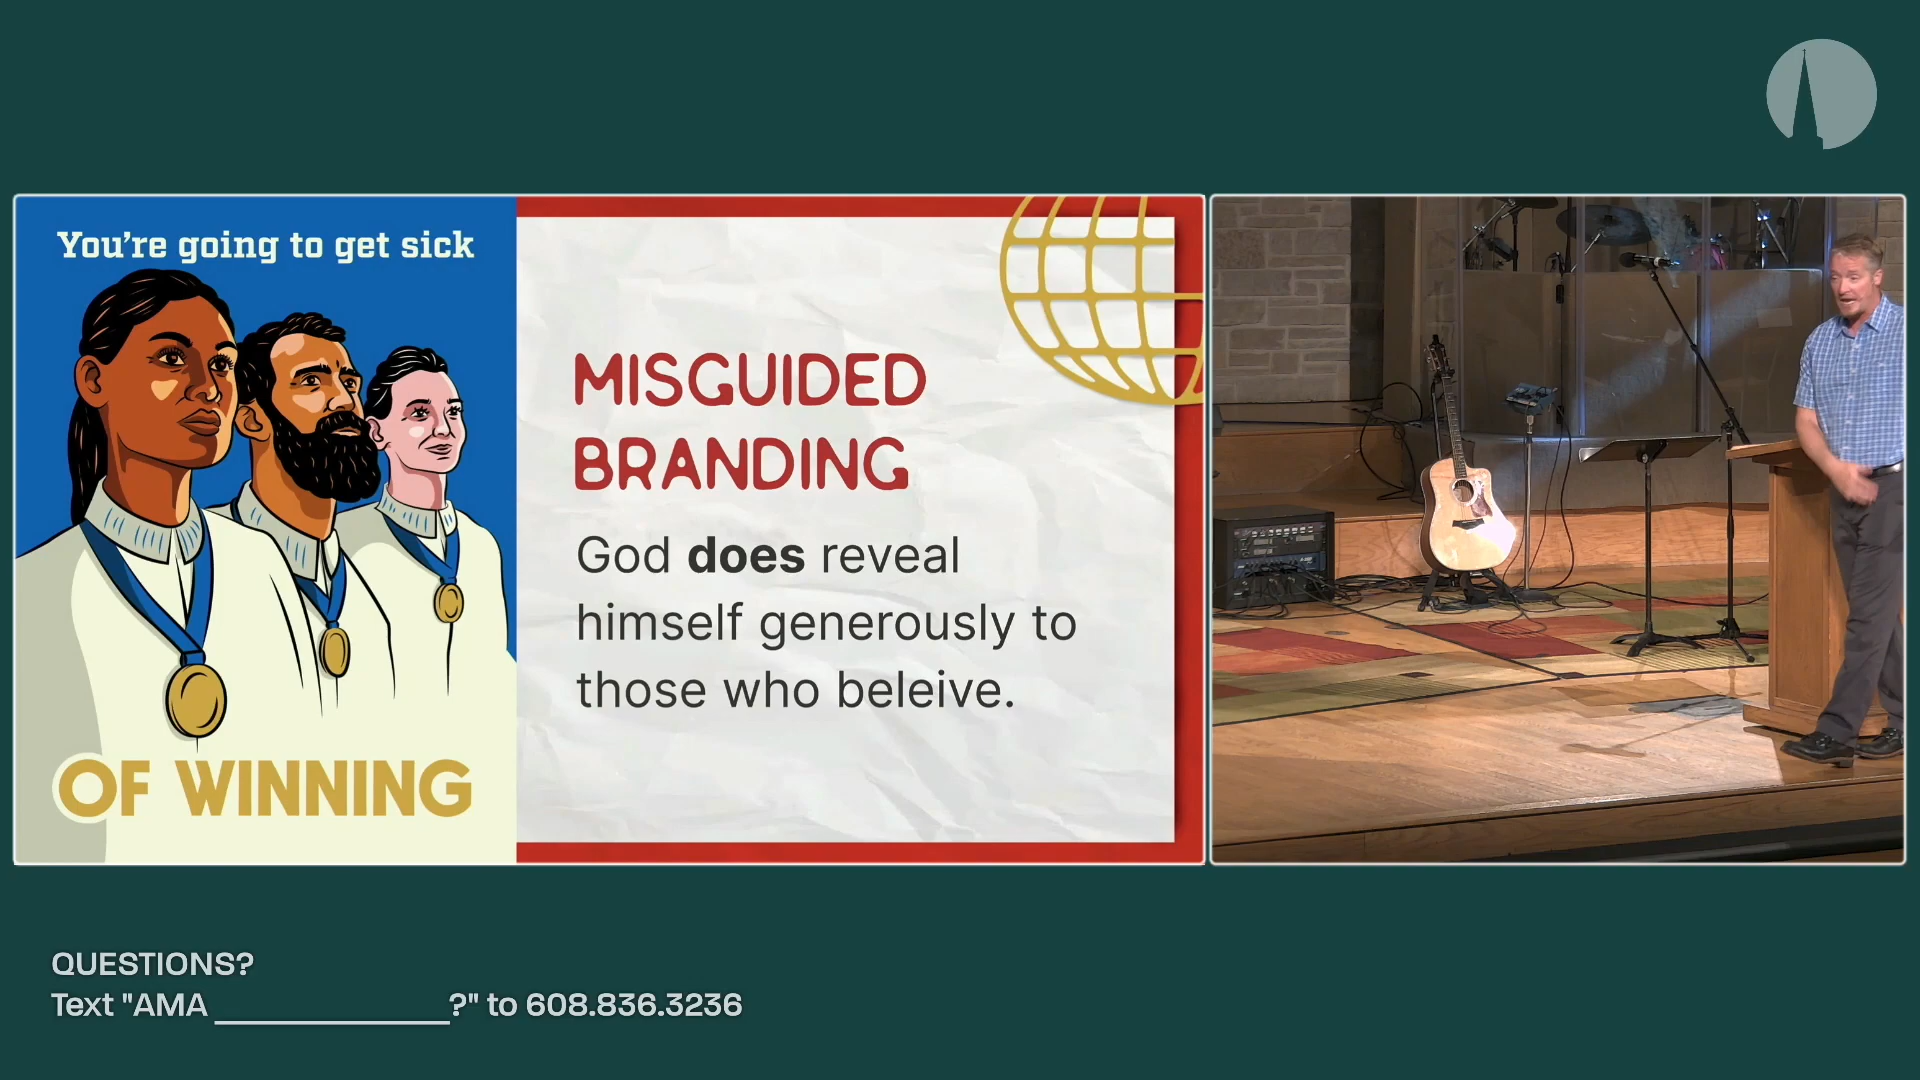 You're going to get sick
OF WINNING
MISGUIDED
BRANDING
God does reveal
himself generously to
those who beleive.
QUESTIONS?
Text "AMA ______________?" to 608.836.3236